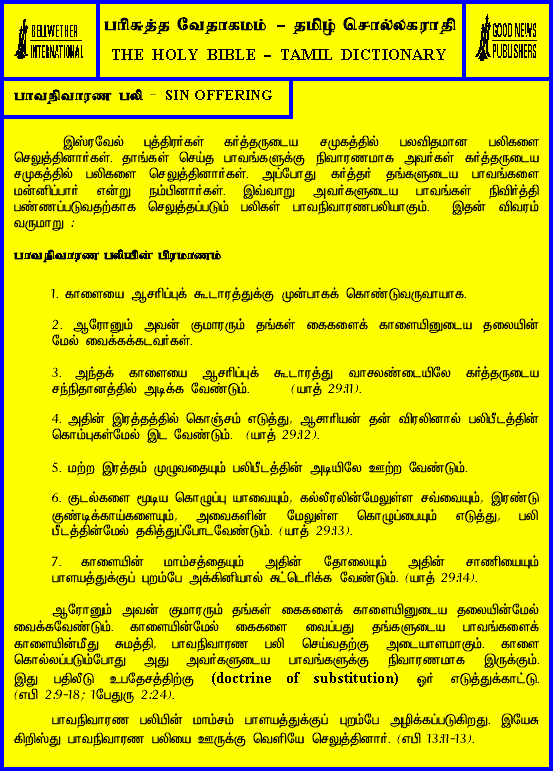 BELLWETHER
INTERNATIONAL
பரிசுத்த வேதாகமம் – தமிழ் சொல்லகராதி
THE HOLY BIBLE – TAMIL DICTIONARY
GOOD NEWS
PUBLISHERS
பாவநிவாரண பலி – SIN OFFERING
இஸ்ரவேல் புத்திரர்கள் கர்த்தருடைய சமுகத்தில் பலவிதமான பலிகளை
செலுத்தினார்கள். தாங்கள் செய்த பாவங்களுக்கு நிவாரணமாக அவர்கள் கர்த்தருடைய
சமுகத்தில் பலிகளை செலுத்தினார்கள். அப்போது கர்த்தர் தங்களுடைய பாவங்களை
மன்னிப்பார் என்று நம்பினார்கள். இவ்வாறு அவர்களுடைய பாவங்கள் நிவிர்த்தி
பண்ணப்படுவதற்காக செலுத்தப்படும் பலிகள் பாவநிவாரணபலியாகும். இதன் விவரம்
வருமாறு :
பாவநிவாரண பலியின் பிரமாணம்
1. காளையை ஆசரிப்புக் கூடாரத்துக்கு முன்பாகக் கொண்டுவருவாயாக.
2. ஆரோனும் அவன் குமாரரும் தங்கள் கைகளைக் காளையினுடைய தலையின்
மேல் வைக்கக்கடவர்கள்.
3. அந்தக் காளையை ஆசரிப்புக் கூடாரத்து வாசலண்டையிலே கர்த்தருடைய
சந்நிதானத்தில் அடிக்க வேண்டும். (யாத் 29:11).
4. அதின் இரத்தத்தில் கொஞ்சம் எடுத்து, ஆசாரியன் தன் விரலினால் பலிபீடத்தின்
கொம்புகள்மேல் இட வேண்டும். (யாத் 29:12).
5. மற்ற இரத்தம் முழுவதையும் பலிபீடத்தின் அடியிலே ஊற்ற வேண்டும்.
6. குடல்களை மூடிய கொழுப்பு யாவையும், கல்லீரலின்மேலுள்ள சவ்வையும், இரண்டு
குண்டிக்காய்களையும், அவைகளின் மேலுள்ள கொழுப்பையும் எடுத்து, பலி
பீடத்தின்மேல் தகித்துப்போடவேண்டும். (யாத் 29:13).
7. காளையின் மாம்சத்தையும் அதின் தோலையும் அதின் சாணியையும்
பாளயத்துக்குப் புறம்பே அக்கினியால் சுட்டெரிக்க வேண்டும். (யாத் 29:14).
ஆரோனும் அவன் குமாரரும் தங்கள் கைகளைக் காளையினுடைய தலையின்மேல்
வைக்கவேண்டும். காளையின்மேல் கைகளை வைப்பது தங்களுடைய பாவங்களைக்
காளையின்மீது சுமத்தி, பாவநிவாரண பலி செய்வதற்கு அடையாளமாகும். காளை
கொல்லப்படும்போது அது அவர்களுடைய பாவங்களுக்கு நிவாரணமாக இருக்கும்.
இது பதிலீடு உபதேசத்திற்கு (doctrine of substitution) ஓர் எடுத்துக்காட்டு.
(எபி 2:9-18; 1பேதுரு 2:24).
பாவநிவாரண பலியின் மாம்சம் பாளயத்துக்குப் புறம்பே அழிக்கப்படுகிறது. இயேசு
கிறிஸ்து பாவநிவாரண பலியை ஊருக்கு வெளியே செலுத்தினார். (எபி 13:11-13).